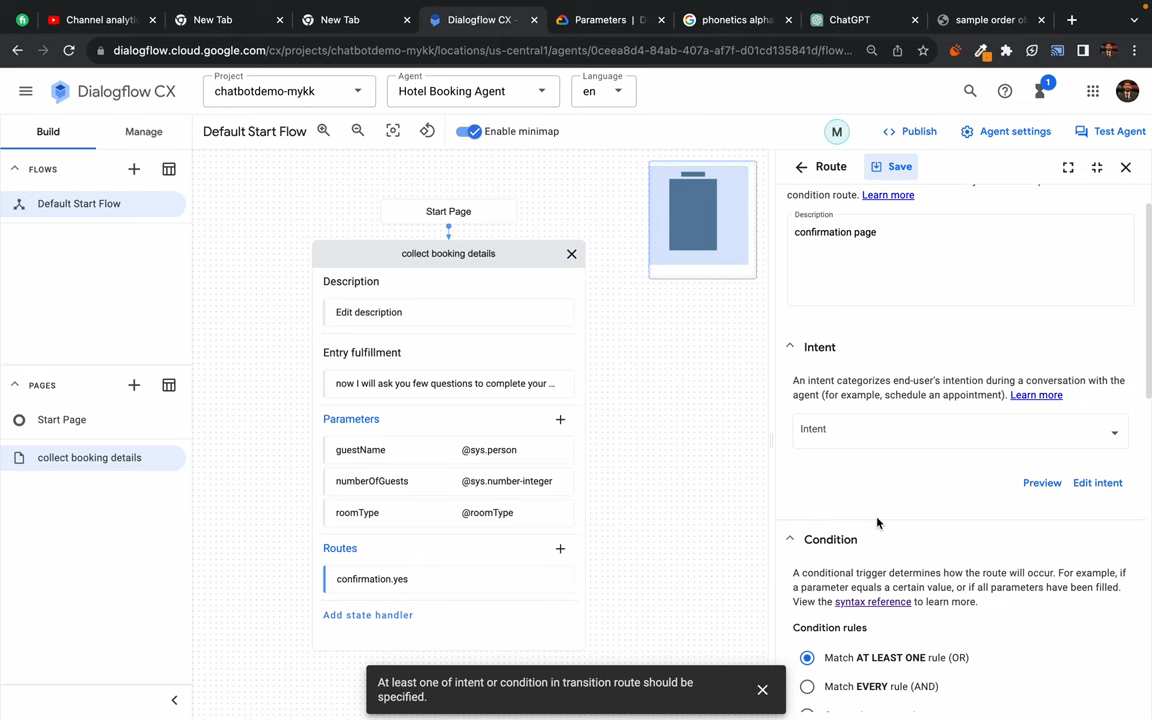 Channel analytic
New Tab
New Tab
Dialogflow CX -
Parameters | D
phonetics alpha
ChatGPT
sample order o
dialogflow.cloud.google.com/cx/projects/chatbotdemo-mykk/locations/us-central1/agents/0ceea8d4-84ab-407a-af7f-d01cd135841d/flow...
Dialogflow CX
Project
chatbotdemo-mykk
Agent
Hotel Booking Agent
Language
en
1
Build
Manage
Default Start Flow
Enable minimap
M
Publish
Agent settings
Test Agent
FLOWS
Default Start Flow
PAGES
Start Page
collect booking details
Start Page
collect booking details
Description
Edit description
Entry fulfillment
now I will ask you few questions to complete your ...
Parameters
guestName @sys.person
numberOfGuests @sys.number-integer
roomType @roomType
Routes
confirmation.yes
Add state handler
Route
Save
condition route. Learn more
Description
confirmation page
Intent
An intent categorizes end-user's intention during a conversation with the
agent (for example, schedule an appointment). Learn more
Intent
Preview
Edit intent
Condition
A conditional trigger determines how the route will occur. For example, if
a parameter equals a certain value, or if all parameters have been filled.
View the syntax reference to learn more.
Condition rules
Match AT LEAST ONE rule (OR)
Match EVERY rule (AND)
At least one of intent or condition in transition route should be
specified.